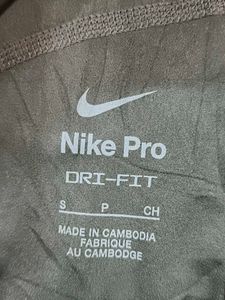 Nike Pro
DRI-FIT
S P CH
MADE IN CAMBODIA
FABRIQUE
AU CAMBODGE